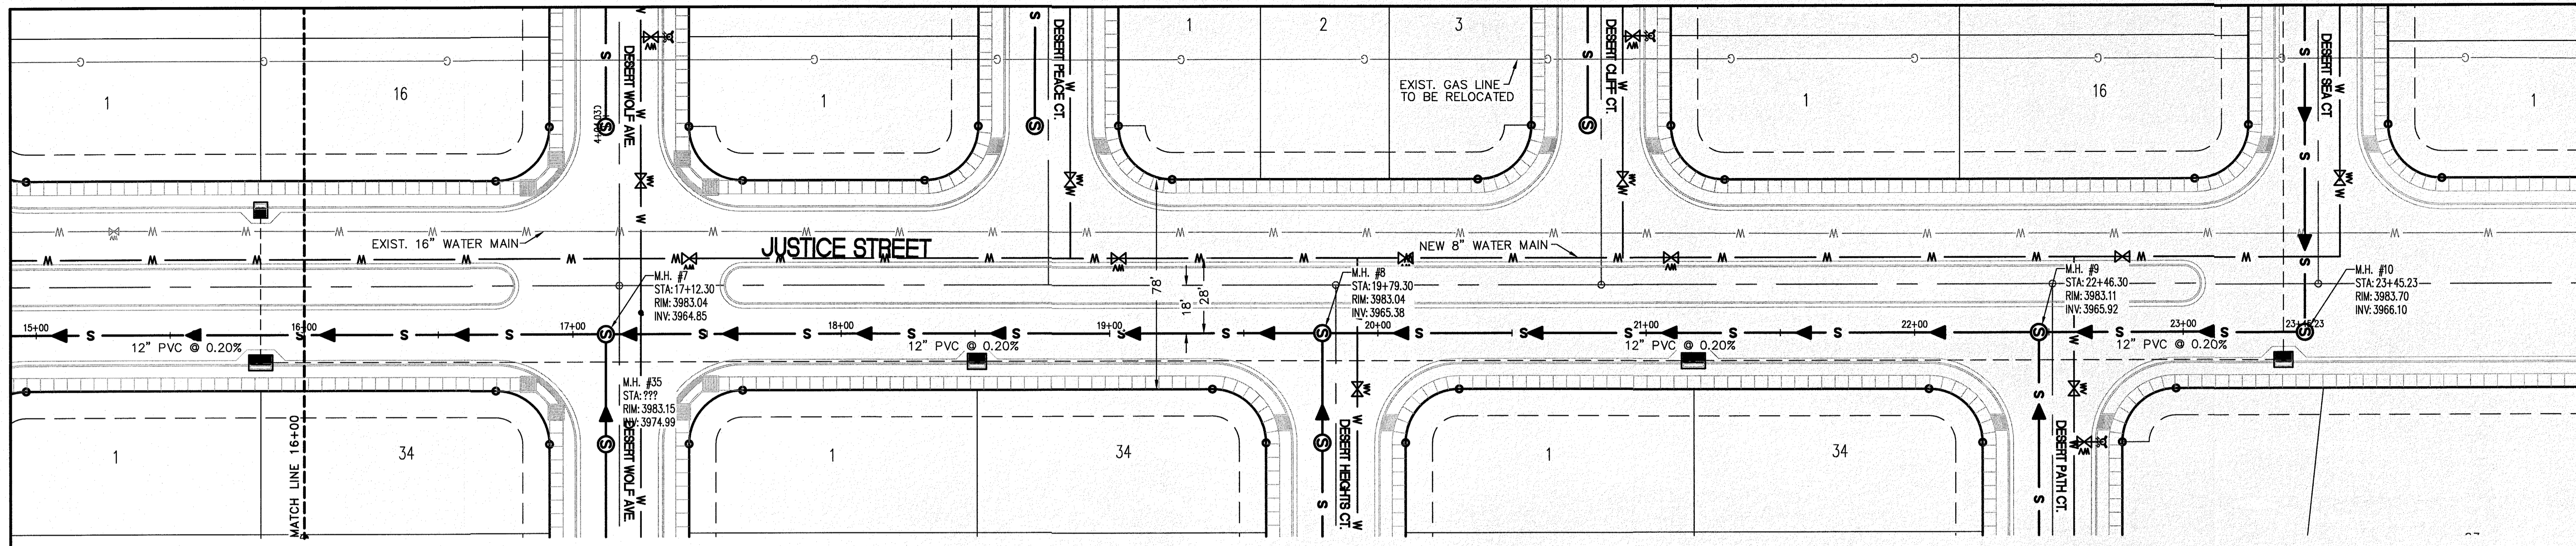 1
16
DESERT WOLF AVE.
1
DESERT PEACE CT.
1
2
3
EXIST. GAS LINE
TO BE RELOCATED
DESERT CLIFF CT.
1
16
DESERT SEA CT
1
EXIST. 16" WATER MAIN
JUSTICE STREET
NEW 8" WATER MAIN
M.H. #7
STA: 17+12.30
RIM: 3983.04
INV: 3964.85
78'
18'
28'
M.H. #8
STA: 19+79.30
RIM: 3983.04
INV: 3965.38
M.H. #9
STA: 22+46.30
RIM: 3983.11
INV: 3965.92
M.H. #10
STA: 23+45.23
RIM: 3983.70
INV: 3966.10
15+00
16+00
17+00
18+00
19+00
20+00
21+00
22+00
23+00
23+45.23
12" PVC @ 0.20%
12" PVC @ 0.20%
12" PVC @ 0.20%
12" PVC @ 0.20%
M.H. #35
STA: ???
RIM: 3983.15
INV: 3974.99
MATCH LINE 16+00
1
34
DESERT WOLF AVE.
1
34
DESERT HEIGHTS CT.
1
34
DESERT PATH CT.